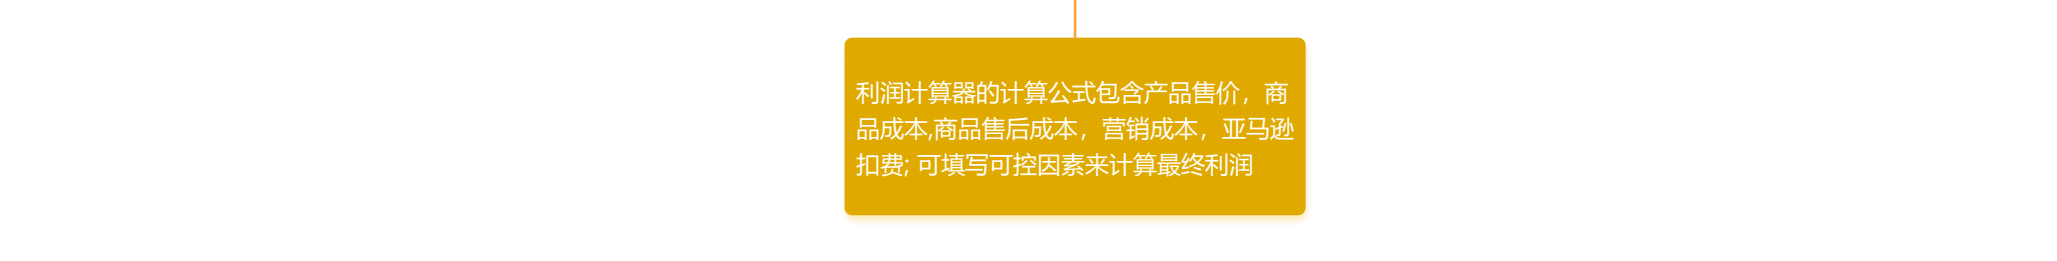 利润计算器的计算公式包含产品售价，商
品成本,商品售后成本，营销成本，亚马逊
扣费; 可填写可控因素来计算最终利润